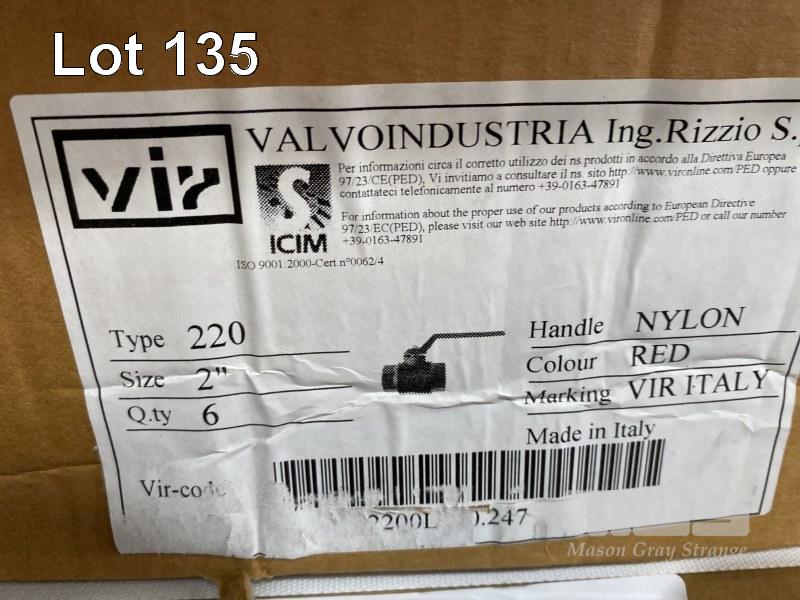 Lot 135
vir
VALVOINDUSTRIA Ing.Rizzio S.
Per informazioni circa il corretto utilizzo dei ns.prodotti in accordo alla Direttiva Europea
97/23/CE(PED), Vi invitiamo a consultare il ns. sito http://www.vironline.com/PED oppure
contattateci telefonicamente al numero +39-0163-47891
ICIM
For information about the proper use of our products according to European Directive
97/23/EC(PED), please visit our web site http://www.vironline.com/PED or call our number
+39-0163-47891
ISO 9001:2000-Cert.n°0062/4
Type 220
Size 2"
Q.ty 6
Handle NYLON
Colour RED
Marking VIR ITALY
Made in Italy
Vir-code
2200L ).247
Mason Gray Strange